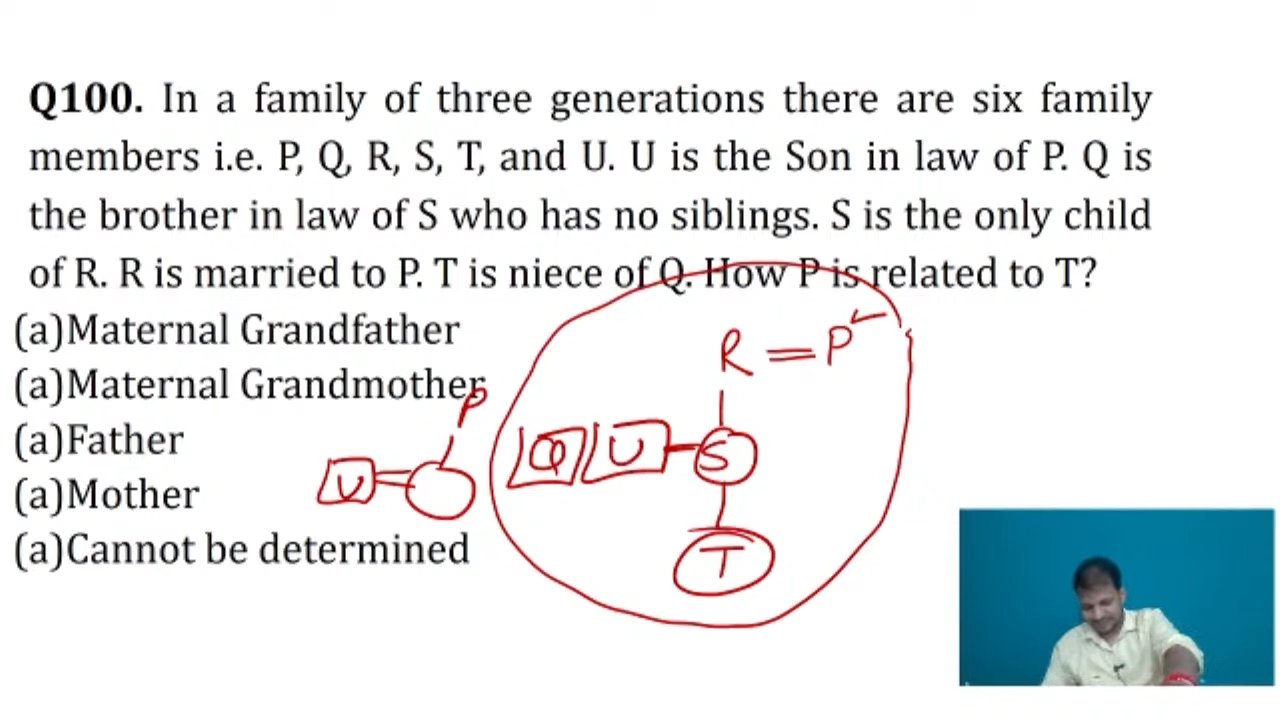 Q100. In a family of three generations there are six family
members i.e. P, Q, R, S, T, and U. U is the Son in law of P. Q is
the brother in law of S who has no siblings. S is the only child
of R. R is married to P. T is niece of Q. How P is related to T?
(a)Maternal Grandfather
(a)Maternal Grandmother
(a)Father
(a)Mother
(a)Cannot be determined
R = P
P
Q U S
U
T